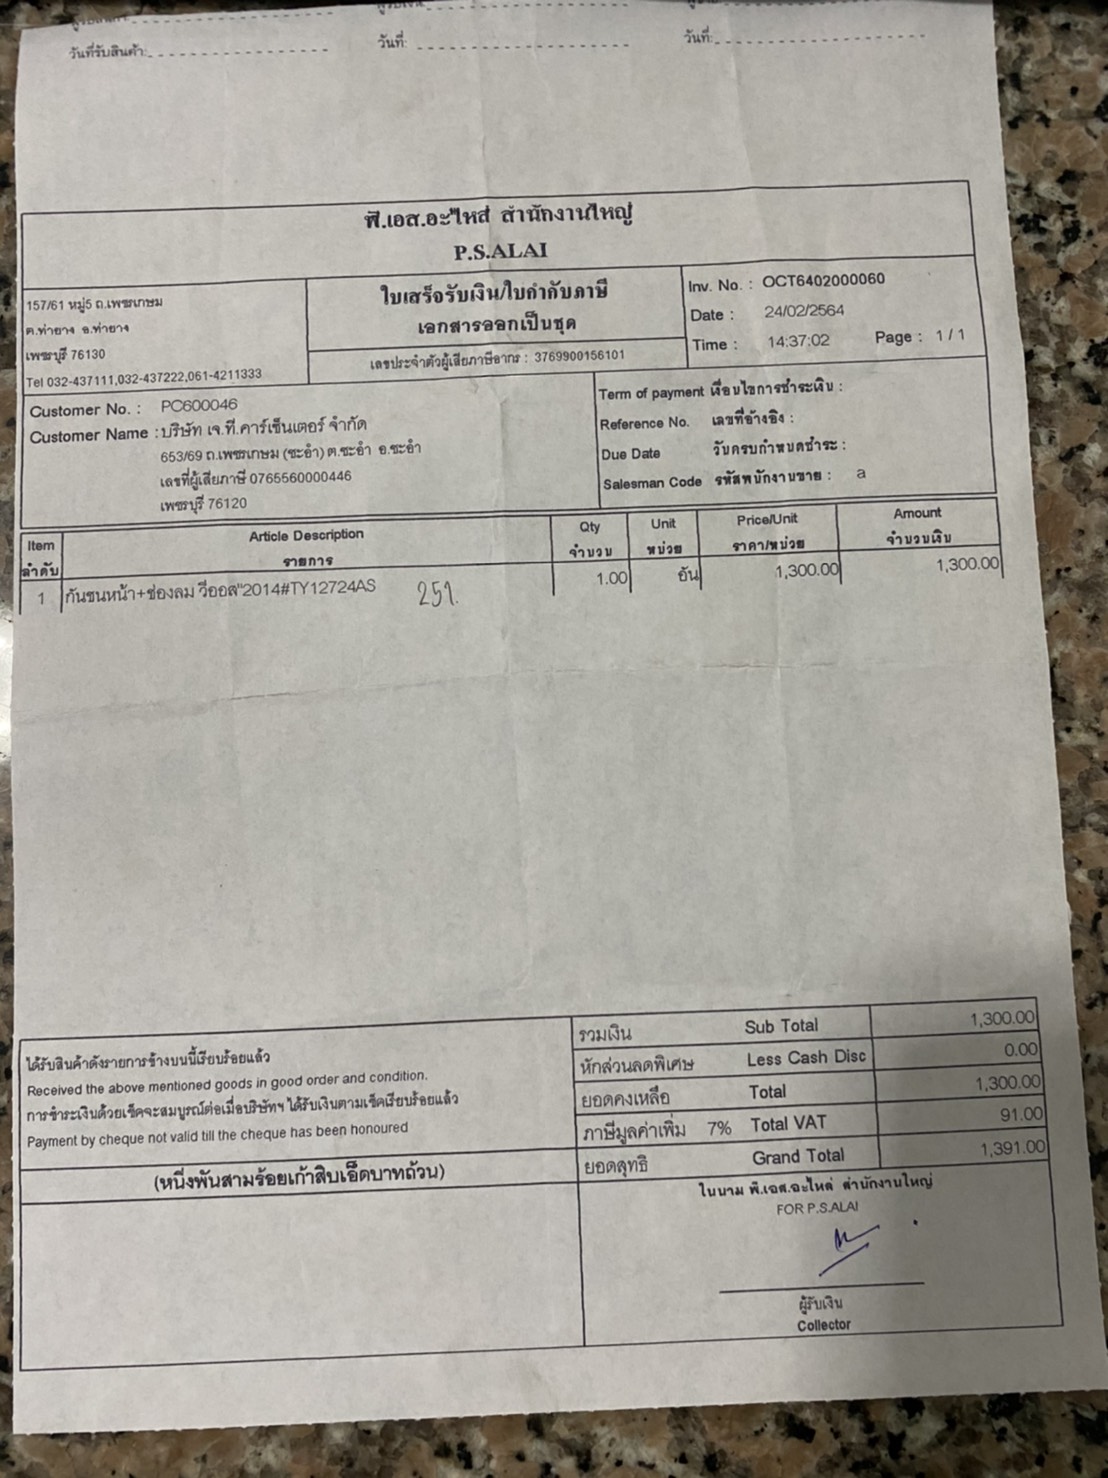 วันที่รับสินค้า:
วันที่:
วันที่:
พี.เอส.อะไหล่ สำนักงานใหญ่
P.S.ALAI
157/61 หมู่5 ถ.เพชรเกษม
ต.ท่ายาง อ.ท่ายาง
เพชรบุรี 76130
Tel 032-437111,032-437222,061-4211333
ใบเสร็จรับเงิน/ใบกำกับภาษี
เอกสารออกเป็นชุด
เลขประจำตัวผู้เสียภาษีอากร : 3769900156101
Inv. No. : OCT6402000060
Date : 24/02/2564
Time : 14:37:02 Page : 1 / 1
Customer No. : PC600046
Customer Name : บริษัท เจ.ที.คาร์เซ็นเตอร์ จำกัด
653/69 ถ.เพชรเกษม (ชะอำ) ต.ชะอำ อ.ชะอำ
เลขที่ผู้เสียภาษี 0765560000446
เพชรบุรี 76120
Term of payment เงื่อนไขการชำระเงิน :
Reference No. เลขที่อ้างอิง :
Due Date วันครบกำหนดชำระ :
Salesman Code รหัสพนักงานขาย : a
Item Article Description Qty Unit Price/Unit Amount
ลำดับ รายการ จำนวน หน่วย ราคา/หน่วย จำนวนเงิน
1 กันชนหน้า+ช่องลม วีออส"2014#TY12724AS 1.00 อัน 1,300.00 1,300.00
ได้รับสินค้าดังรายการข้างบนนี้เรียบร้อยแล้ว
Received the above mentioned goods in good order and condition.
การชำระเงินด้วยเช็คจะสมบูรณ์ต่อเมื่อบริษัทฯ ได้รับเงินตามเช็คเรียบร้อยแล้ว
Payment by cheque not valid till the cheque has been honoured
(หนึ่งพันสามร้อยเก้าสิบเอ็ดบาทถ้วน)
รวมเงิน Sub Total 1,300.00
หักส่วนลดพิเศษ Less Cash Disc 0.00
ยอดคงเหลือ Total 1,300.00
ภาษีมูลค่าเพิ่ม 7% Total VAT 91.00
ยอดสุทธิ Grand Total 1,391.00
ในนาม พี.เอส.อะไหล่ สำนักงานใหญ่
FOR P.S.ALAI
ผู้รับเงิน
Collector